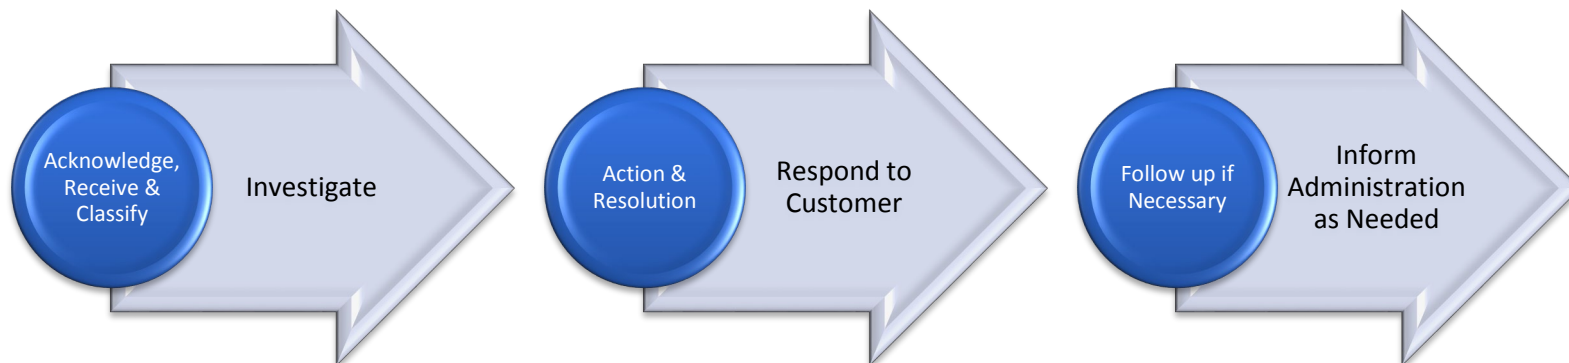 Acknowledge,
Receive &
Classify
Investigate
Action &
Resolution
Respond to
Customer
Follow up if
Necessary
Inform
Administration
as Needed